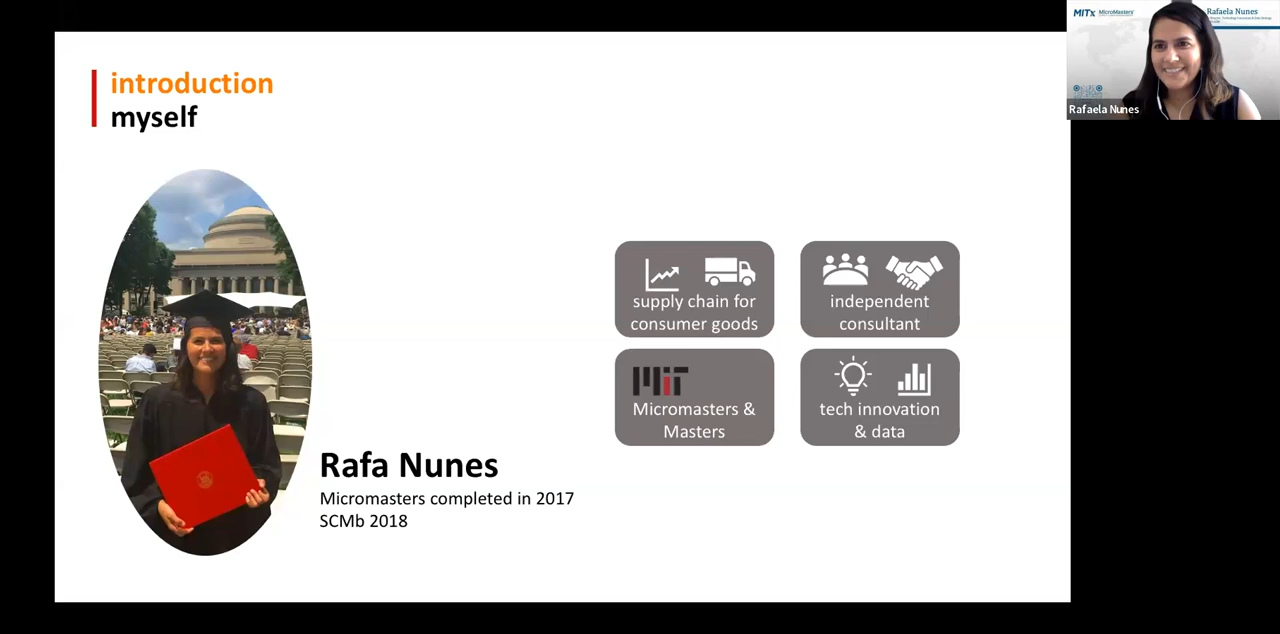 introduction
myself
supply chain for
consumer goods
independent
consultant
MIT
Micromasters &
Masters
tech innovation
& data
Rafa Nunes
Micromasters completed in 2017
SCMb 2018
MITx MicroMasters
Rafaela Nunes
Rafaela Nunes